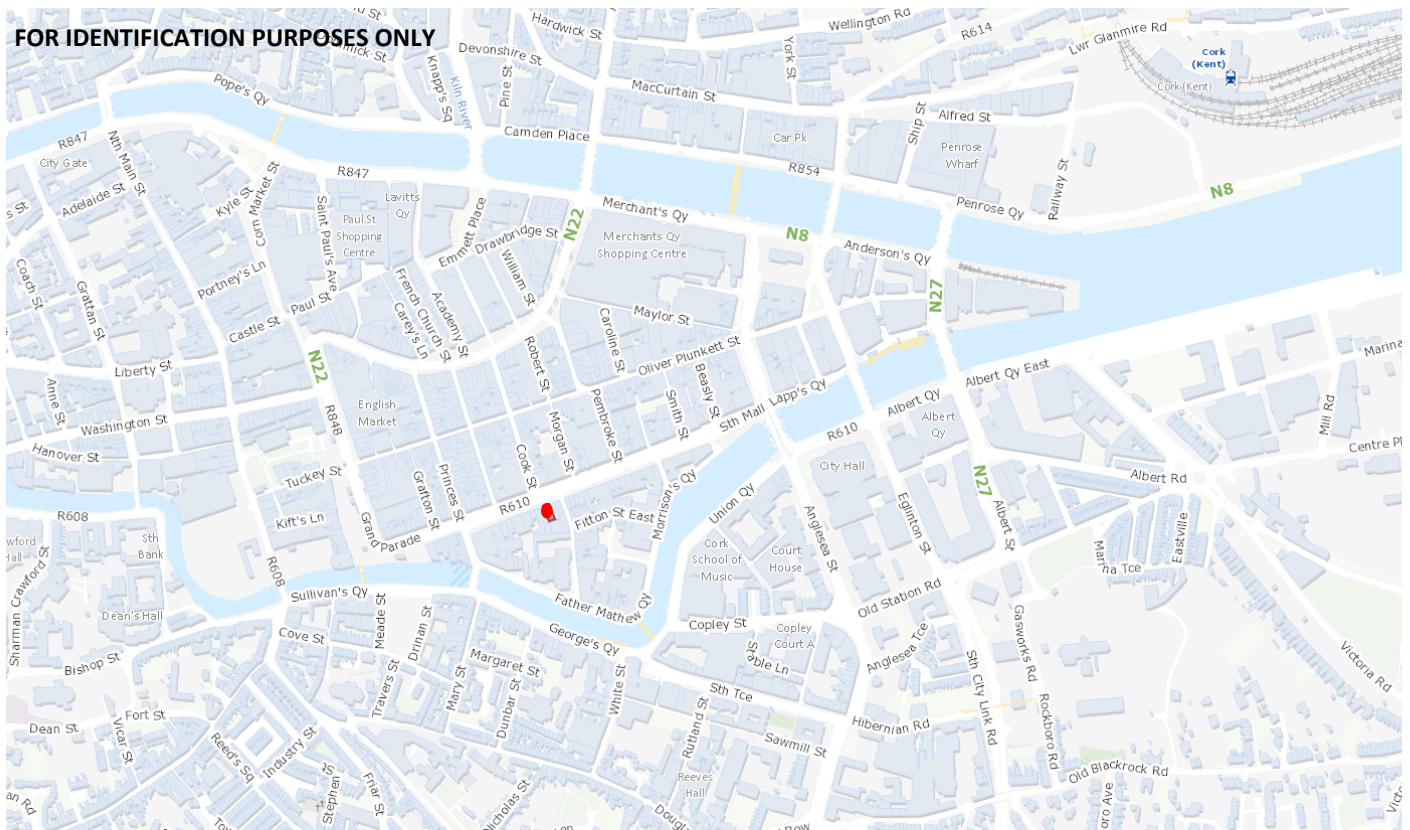 FOR IDENTIFICATION PURPOSES ONLY
Hardwick St
Wellington Rd
R614
Lwr Glanmire Rd
Devonshire St
York St
Cork
(Kent)
Cork (Kent)
Knapp's Sq
Kiln River
Pine St
Pope's Qy
MacCurtain St
Ship St
Alfred St
Camden Place
Car Pk
Penrose
Wharf
R847
Nth Main St
City Gate
R847
R854
Railway St
N8
Adelaide St
Kyle St
Corn Market St
Saint Paul's Ave
Lavitts
Qy
Emmett Place
Merchant's Qy
Penrose Qy
Paul St
Shopping
Centre
Drawbridge St
N22
Merchants Qy
Shopping Centre
N8
Anderson's Qy
Coach St
Grattan St
Portney's Ln
William St
N27
Paul St
French Church St
Carey's Ln
Academy St
Castle St
Maylor St
Caroline St
Robert St
Oliver Plunkett St
N22
Liberty St
Anne St
Beasly St
Smith St
Pembroke St
Sth Mall
Lapp's Qy
Albert Qy
Albert Qy East
Marina
Mill Rd
English
Market
R848
Washington St
Hanover St
Morgan St
Cook St
R610
Albert
Qy
Centre Pl
Tuckey St
Princes St
Grafton St
City Hall
N27
Albert Rd
R608
Kift's Ln
Grand
Parade
R610
Fitton St East
Morrison's Qy
Union Qy
Anglesea St
Eglinton St
Albert St
Eastville
Sth
Bank
R608
Cork
School of
Music
Court
House
Sharman Crawford St
Sullivan's Qy
Father Mathew Qy
Old Station Rd
Dean's Hall
Meade St
Drinan St
George's Qy
Copley St
Copley
Court A
Gasworks Rd
Cove St
Bishop St
Margaret St
Stable Ln
Anglesea Tce
Victoria Rd
Travers St
Mary St
Dunbar St
White St
Sth Tce
Sth City Link Rd
Rockboro Rd
Fort St
Dean St
Vicar St
Hibernian Rd
Rutland St
Sawmill St
Reed's Sq
Industry St
Friar St
Stephen
Nicholas St
Reeves
Hall
Old Blackrock Rd